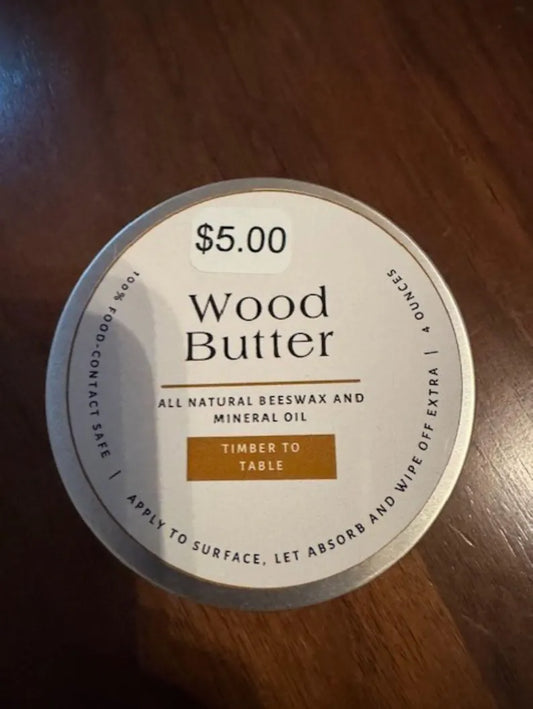 $5.00
Wood
Butter
ALL NATURAL BEESWAX AND
MINERAL OIL
TIMBER TO
TABLE
100% FOOD-CONTACT SAFE | APPLY TO SURFACE, LET ABSORB AND WIPE OFF EXTRA | 4 OUNCES